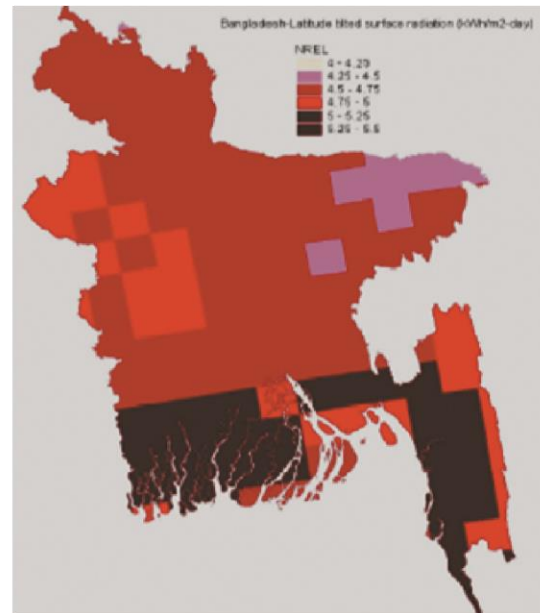 Bangladesh-Latitude tilted surface radiation (kWh/m2-day)
NREL
4 - 4.25
4.25 - 4.5
4.5 - 4.75
4.75 - 5
5 - 5.25
5.25 - 5.5